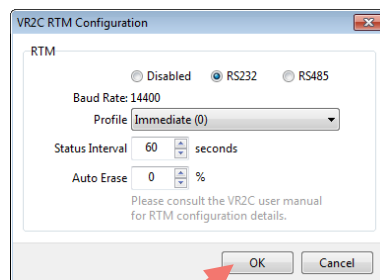 VR2C RTM Configuration
RTM
Disabled RS232 RS485
Baud Rate: 14400
Profile Immediate (0)
Status Interval 60 seconds
Auto Erase 0 %
Please consult the VR2C user manual
for RTM configuration details.
OK Cancel